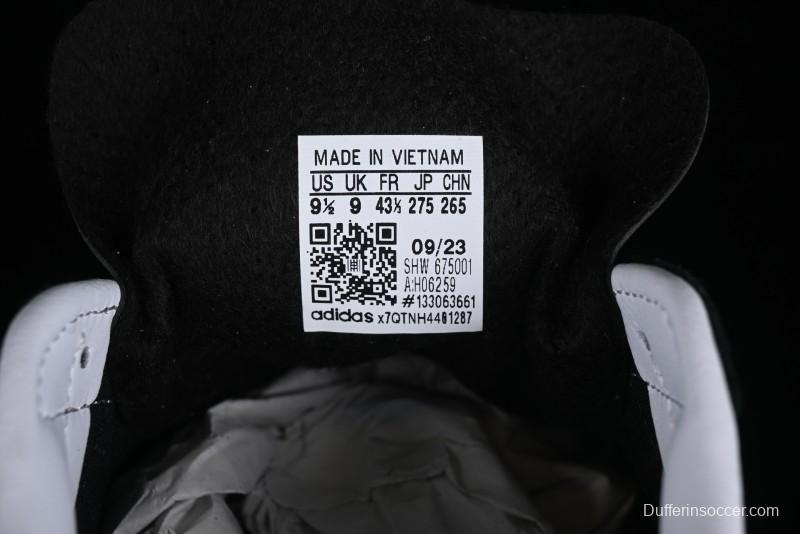 MADE IN VIETNAM
US UK FR JP CHN
9½ 9 43⅓ 275 265
09/23
SHW 675001
A:H06259
#133063661
adidas x7QTNH4401287
Dufferinsoccer.com